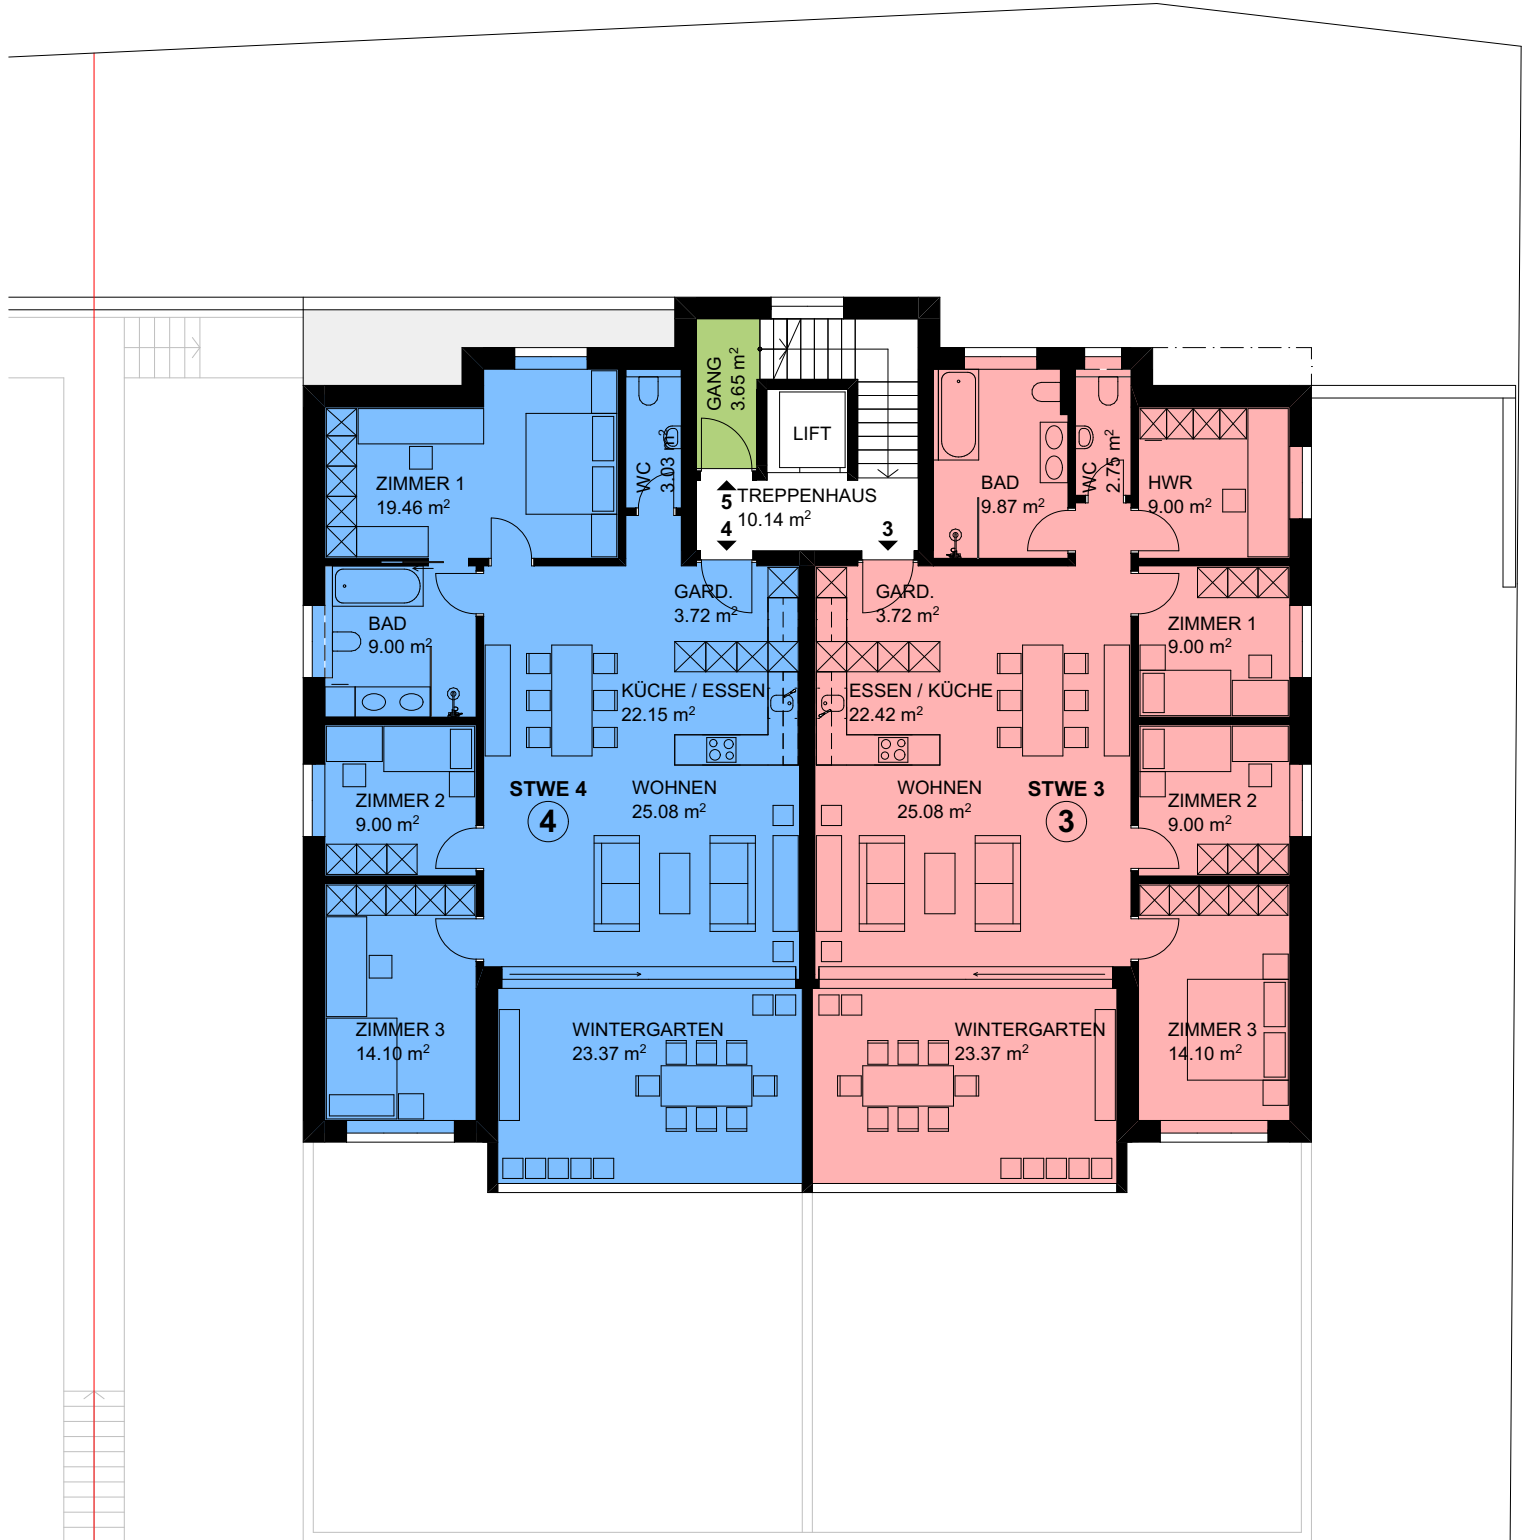 GANG
3.65 m²
LIFT
ZIMMER 1
19.46 m²
WC
3.03 m²
5
4
TREPPENHAUS
10.14 m²
3
BAD
9.87 m²
WC
2.75 m²
HWR
9.00 m²
BAD
9.00 m²
GARD.
3.72 m²
GARD.
3.72 m²
ZIMMER 1
9.00 m²
KÜCHE / ESSEN
22.15 m²
ESSEN / KÜCHE
22.42 m²
ZIMMER 2
9.00 m²
STWE 4
4
WOHNEN
25.08 m²
WOHNEN
25.08 m²
STWE 3
3
ZIMMER 2
9.00 m²
ZIMMER 3
14.10 m²
WINTERGARTEN
23.37 m²
WINTERGARTEN
23.37 m²
ZIMMER 3
14.10 m²